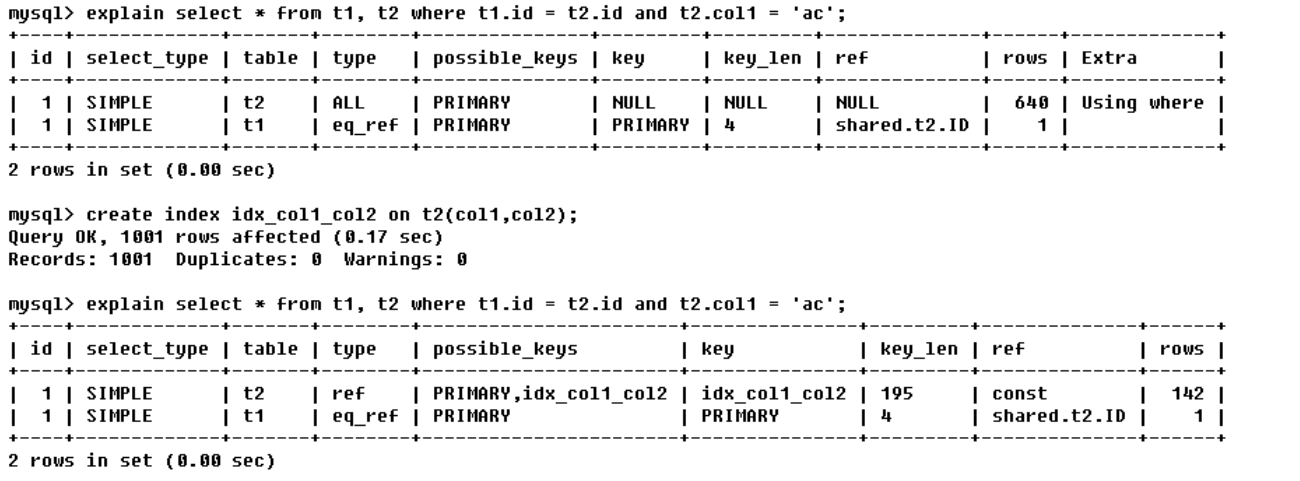 mysql> explain select * from t1, t2 where t1.id = t2.id and t2.col1 = 'ac';
+----+-------------+-------+--------+---------------+---------+---------+--------------+------+-------------+
| id | select_type | table | type   | possible_keys | key     | key_len | ref          | rows | Extra       |
+----+-------------+-------+--------+---------------+---------+---------+--------------+------+-------------+
|  1 | SIMPLE      | t2    | ALL    | PRIMARY       | NULL    | NULL    | NULL         |  640 | Using where |
|  1 | SIMPLE      | t1    | eq_ref | PRIMARY       | PRIMARY | 4       | shared.t2.ID |    1 |             |
+----+-------------+-------+--------+---------------+---------+---------+--------------+------+-------------+
2 rows in set (0.00 sec)
mysql> create index idx_col1_col2 on t2(col1,col2);
Query OK, 1001 rows affected (0.17 sec)
Records: 1001  Duplicates: 0  Warnings: 0
mysql> explain select * from t1, t2 where t1.id = t2.id and t2.col1 = 'ac';
+----+-------------+-------+--------+-----------------------+---------------+---------+--------------+------+
| id | select_type | table | type   | possible_keys         | key           | key_len | ref          | rows |
+----+-------------+-------+--------+-----------------------+---------------+---------+--------------+------+
|  1 | SIMPLE      | t2    | ref    | PRIMARY,idx_col1_col2 | idx_col1_col2 | 195     | const        |  142 |
|  1 | SIMPLE      | t1    | eq_ref | PRIMARY               | PRIMARY       | 4       | shared.t2.ID |    1 |
+----+-------------+-------+--------+-----------------------+---------------+---------+--------------+------+
2 rows in set (0.00 sec)